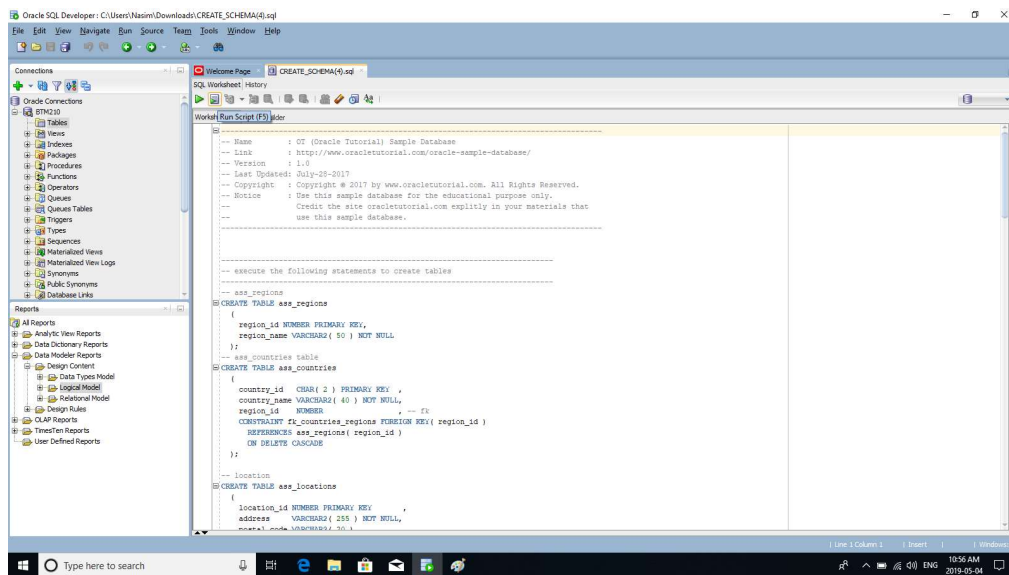 Oracle SQL Developer : C:\Users\Nasim\Downloads\CREATE_SCHEMA(4).sql
File Edit View Navigate Run Source Team Tools Window Help
Connections
Welcome Page
CREATE_SCHEMA(4).sql
SQL Worksheet History
Run Script (F5)
Oracle Connections
BTM210
Tables
Views
Indexes
Packages
Procedures
Functions
Operators
Queues
Queues Tables
Triggers
Types
Sequences
Materialized Views
Materialized View Logs
Synonyms
Public Synonyms
Database Links
Reports
All Reports
Analytic View Reports
Data Dictionary Reports
Data Modeler Reports
Design Content
Data Types Model
Logical Model
Relational Model
Design Rules
OLAP Reports
TimesTen Reports
User Defined Reports
--------------------------------------------------------------------------------------
-- Name : OT (Oracle Tutorial) Sample Database
-- Link : http://www.oracletutorial.com/oracle-sample-database/
-- Version : 1.0
-- Last Updated: July-28-2017
-- Copyright : Copyright © 2017 by www.oracletutorial.com. All Rights Reserved.
-- Notice : Use this sample database for the educational purpose only.
-- Credit the site oracletutorial.com explitly in your materials that
-- use this sample database.
--------------------------------------------------------------------------------------
---------------------------------------------------------------------------
-- execute the following statements to create tables
---------------------------------------------------------------------------
-- ass_regions
CREATE TABLE ass_regions
(
region_id NUMBER PRIMARY KEY,
region_name VARCHAR2( 50 ) NOT NULL
);
-- ass_countries table
CREATE TABLE ass_countries
(
country_id CHAR( 2 ) PRIMARY KEY ,
country_name VARCHAR2( 40 ) NOT NULL,
region_id NUMBER , -- fk
CONSTRAINT fk_countries_regions FOREIGN KEY( region_id )
REFERENCES ass_regions( region_id )
ON DELETE CASCADE
);
-- location
CREATE TABLE ass_locations
(
location_id NUMBER PRIMARY KEY ,
address VARCHAR2( 255 ) NOT NULL,
postal_code VARCHAR2( 20 )
Line 1 Column 1 | Insert | | Windows
Type here to search
ENG
10:56 AM
2019-05-04